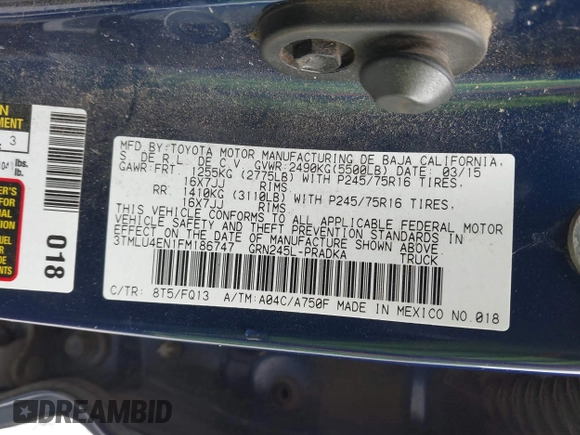 MFD.BY:TOYOTA MOTOR MANUFACTURING DE BAJA CALIFORNIA,
S DE R.L. DE C.V. GVWR 2490KG(5500LB) DATE: 03/15
GAWR:FRT. 1255KG (2775LB) WITH P245/75R16 TIRES.
16X7JJ RIMS.
RR. 1410KG (3110LB) WITH P245/75R16 TIRES.
16X7JJ RIMS.
THIS VEHICLE CONFORMS TO ALL APPLICABLE FEDERAL MOTOR
VEHICLE SAFETY AND THEFT PREVENTION STANDARDS IN
EFFECT ON THE DATE OF MANUFACTURE SHOWN ABOVE.
3TMLU4EN1FM186747 GRN245L-PRADKA TRUCK
C/TR: 8T5/FQ13 A/TM:A04C/A750F MADE IN MEXICO NO.018
3
lbs.
lb.
018
DREAMBID